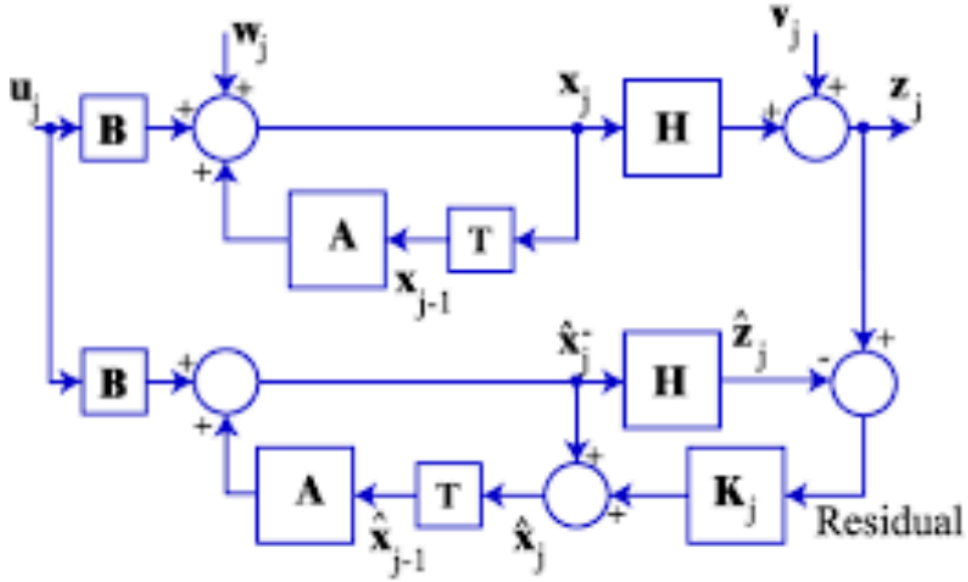 w_j v_j
u_j + + x_j + z_j
B + H
+ A T
x_{j-1}
x̂_j^- ẑ_j +
B + H -
+ A T + K_j
+
x̂_{j-1} x̂_j Residual